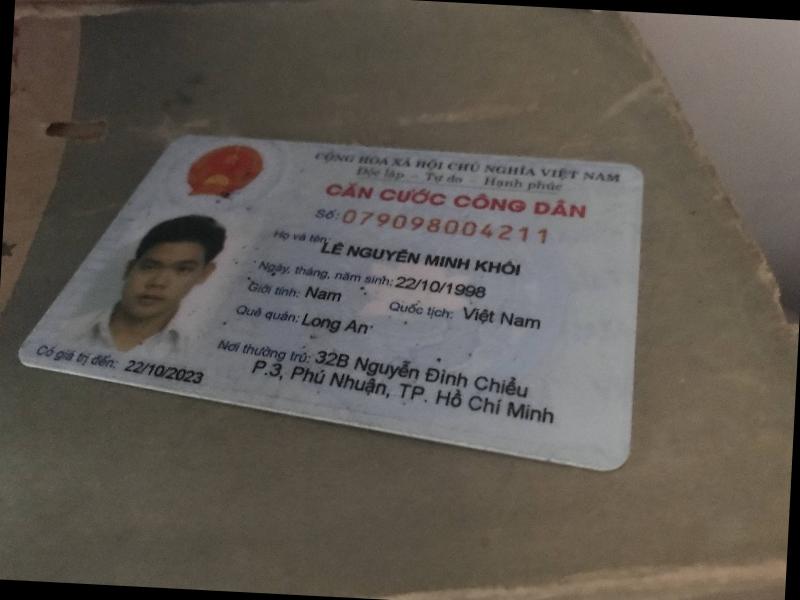 CỘNG HÒA XÃ HỘI CHỦ NGHĨA VIỆT NAM
Độc lập - Tự do - Hạnh phúc
CĂN CƯỚC CÔNG DÂN
Số: 079098004211
Họ và tên:
LÊ NGUYỄN MINH KHÔI
Ngày, tháng, năm sinh: 22/10/1998
Giới tính: Nam Quốc tịch: Việt Nam
Quê quán: Long An
Nơi thường trú: 32B Nguyễn Đình Chiểu
P.3, Phú Nhuận, TP. Hồ Chí Minh
Có giá trị đến: 22/10/2023